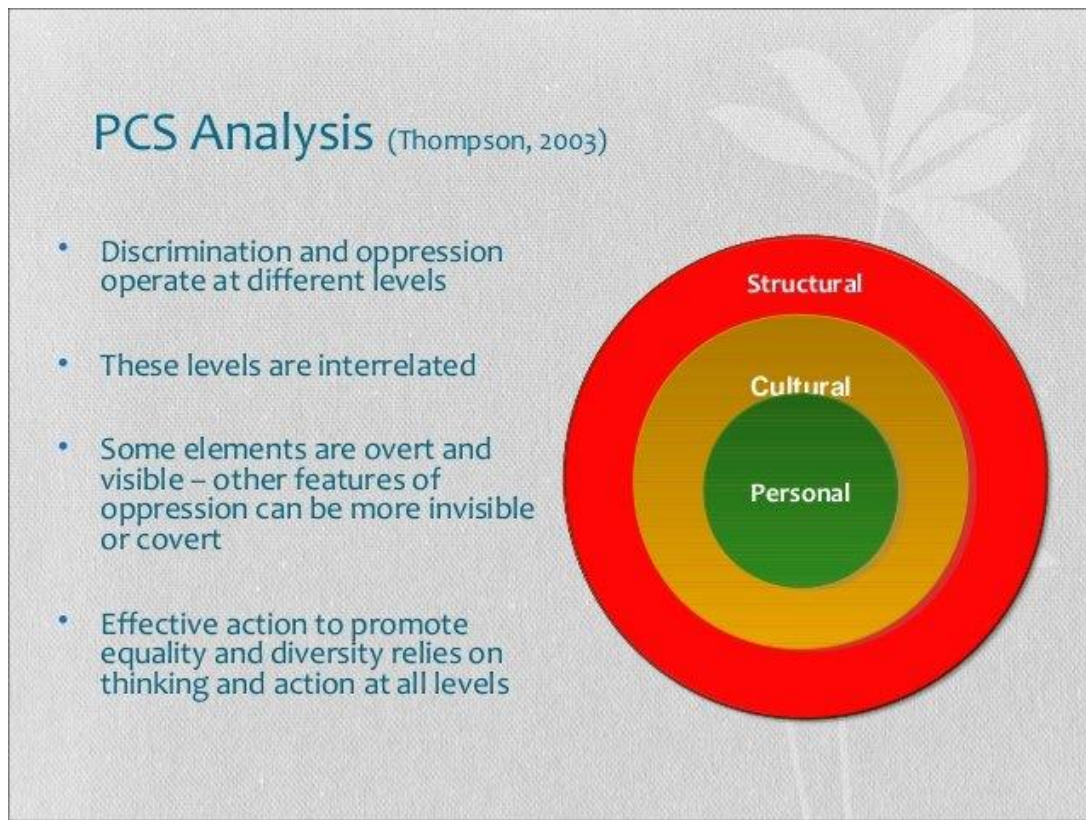 PCS Analysis (Thompson, 2003)
• Discrimination and oppression
operate at different levels
• These levels are interrelated
• Some elements are overt and
visible – other features of
oppression can be more invisible
or covert
• Effective action to promote
equality and diversity relies on
thinking and action at all levels
Structural
Cultural
Personal